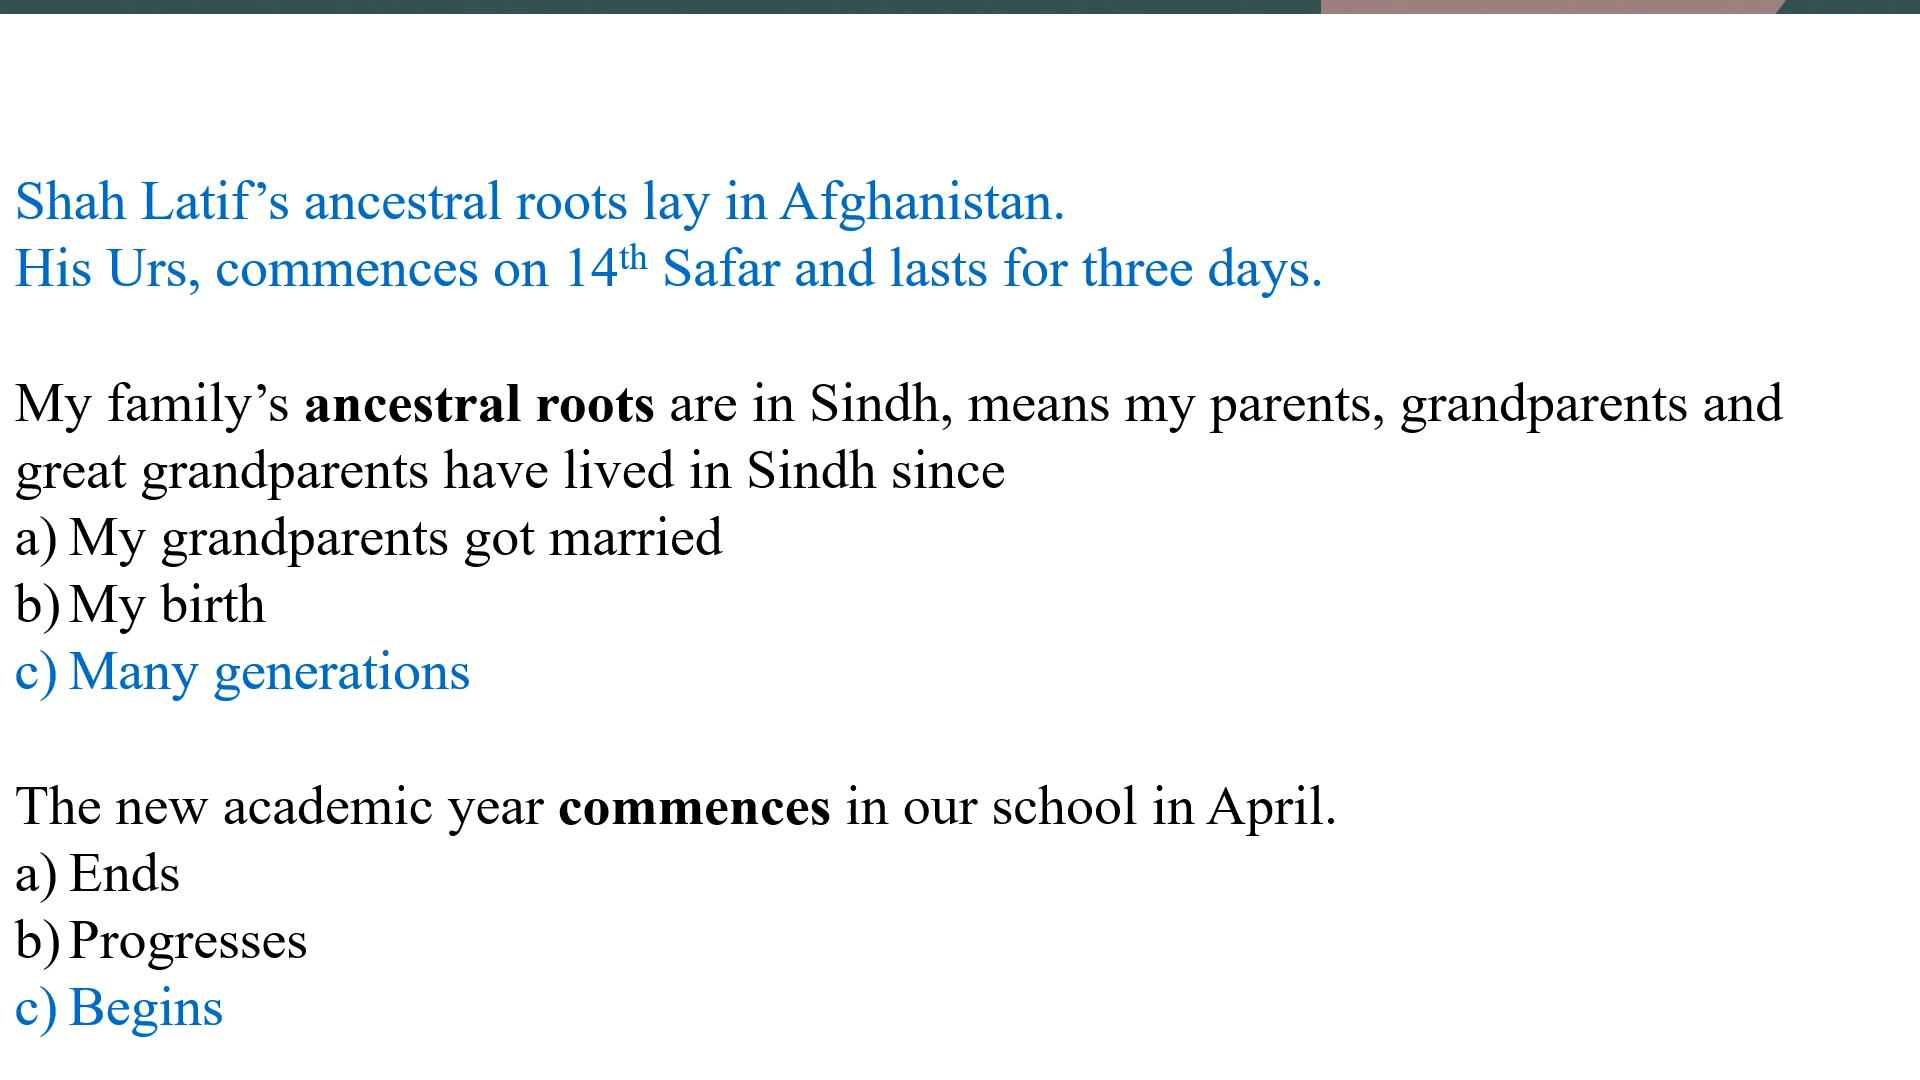 Shah Latif’s ancestral roots lay in Afghanistan.
His Urs, commences on 14th Safar and lasts for three days.
My family’s ancestral roots are in Sindh, means my parents, grandparents and
great grandparents have lived in Sindh since
a) My grandparents got married
b) My birth
c) Many generations
The new academic year commences in our school in April.
a) Ends
b) Progresses
c) Begins